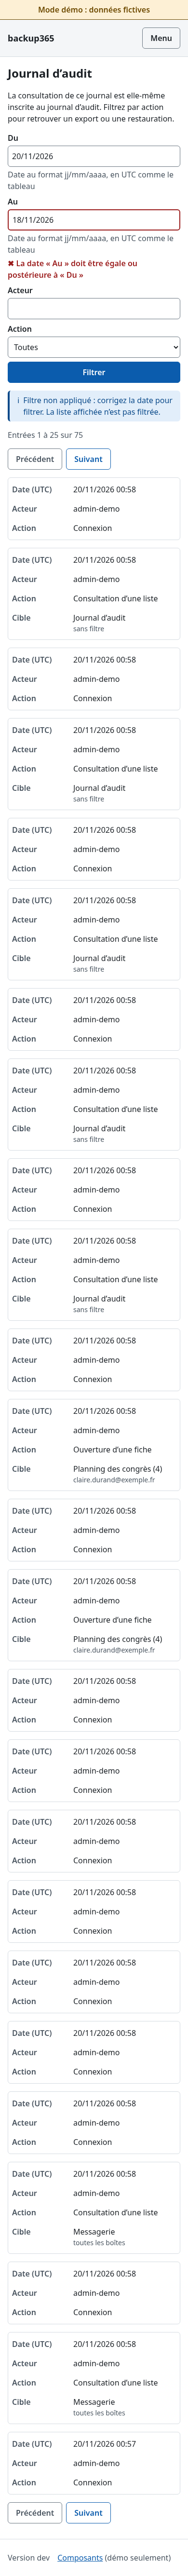 Mode démo : données fictives
backup365
Menu
Journal d’audit
La consultation de ce journal est elle-même
inscrite au journal d’audit. Filtrez par action
pour retrouver un export ou une restauration.
Du
20/11/2026
Date au format jj/mm/aaaa, en UTC comme le
tableau
Au
18/11/2026
Date au format jj/mm/aaaa, en UTC comme le
tableau
✖ La date « Au » doit être égale ou
postérieure à « Du »
Acteur
Action
Toutes
Filtrer
i Filtre non appliqué : corrigez la date pour
filtrer. La liste affichée n’est pas filtrée.
Entrées 1 à 25 sur 75
Précédent Suivant
Date (UTC) 20/11/2026 00:58
Acteur admin-demo
Action Connexion
Date (UTC) 20/11/2026 00:58
Acteur admin-demo
Action Consultation d’une liste
Cible Journal d’audit
sans filtre
Date (UTC) 20/11/2026 00:58
Acteur admin-demo
Action Connexion
Date (UTC) 20/11/2026 00:58
Acteur admin-demo
Action Consultation d’une liste
Cible Journal d’audit
sans filtre
Date (UTC) 20/11/2026 00:58
Acteur admin-demo
Action Connexion
Date (UTC) 20/11/2026 00:58
Acteur admin-demo
Action Consultation d’une liste
Cible Journal d’audit
sans filtre
Date (UTC) 20/11/2026 00:58
Acteur admin-demo
Action Connexion
Date (UTC) 20/11/2026 00:58
Acteur admin-demo
Action Consultation d’une liste
Cible Journal d’audit
sans filtre
Date (UTC) 20/11/2026 00:58
Acteur admin-demo
Action Connexion
Date (UTC) 20/11/2026 00:58
Acteur admin-demo
Action Consultation d’une liste
Cible Journal d’audit
sans filtre
Date (UTC) 20/11/2026 00:58
Acteur admin-demo
Action Connexion
Date (UTC) 20/11/2026 00:58
Acteur admin-demo
Action Ouverture d’une fiche
Cible Planning des congrès (4)
claire.durand@exemple.fr
Date (UTC) 20/11/2026 00:58
Acteur admin-demo
Action Connexion
Date (UTC) 20/11/2026 00:58
Acteur admin-demo
Action Ouverture d’une fiche
Cible Planning des congrès (4)
claire.durand@exemple.fr
Date (UTC) 20/11/2026 00:58
Acteur admin-demo
Action Connexion
Date (UTC) 20/11/2026 00:58
Acteur admin-demo
Action Connexion
Date (UTC) 20/11/2026 00:58
Acteur admin-demo
Action Connexion
Date (UTC) 20/11/2026 00:58
Acteur admin-demo
Action Connexion
Date (UTC) 20/11/2026 00:58
Acteur admin-demo
Action Connexion
Date (UTC) 20/11/2026 00:58
Acteur admin-demo
Action Connexion
Date (UTC) 20/11/2026 00:58
Acteur admin-demo
Action Connexion
Date (UTC) 20/11/2026 00:58
Acteur admin-demo
Action Consultation d’une liste
Cible Messagerie
toutes les boîtes
Date (UTC) 20/11/2026 00:58
Acteur admin-demo
Action Connexion
Date (UTC) 20/11/2026 00:58
Acteur admin-demo
Action Consultation d’une liste
Cible Messagerie
toutes les boîtes
Date (UTC) 20/11/2026 00:57
Acteur admin-demo
Action Connexion
Précédent Suivant
Version dev Composants (démo seulement)